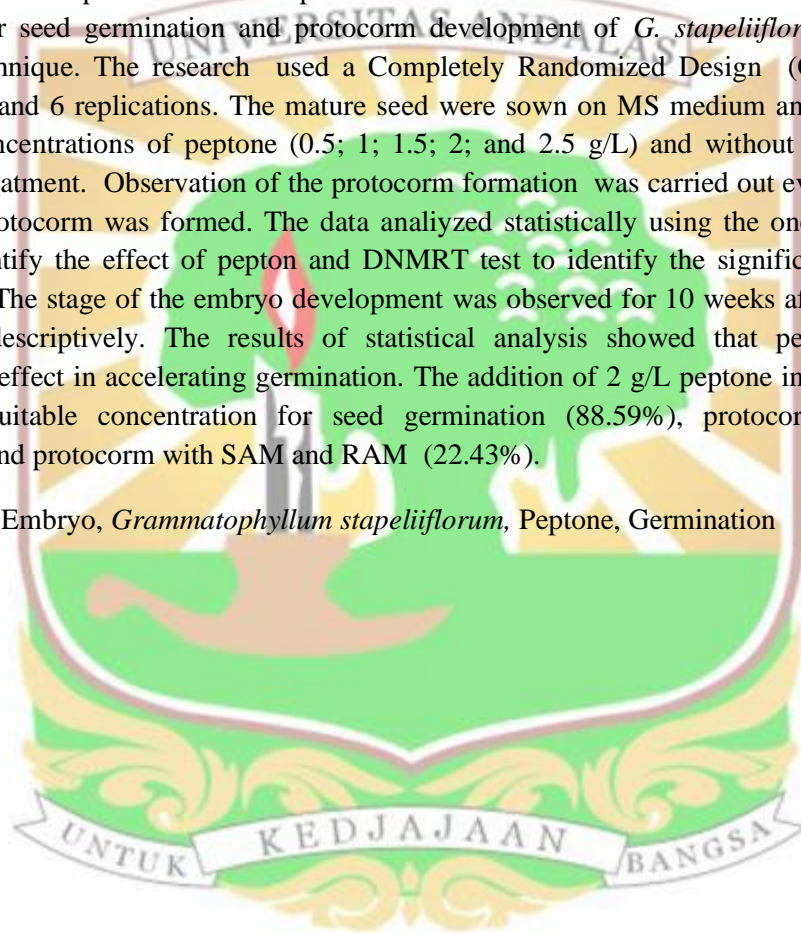 UNIVERSITAS ANDALAS
r seed germination and protocorm development of G. stapeliiflor
hnique. The research used a Completely Randomized Design
and 6 replications. The mature seed were sown on MS medium an
ncentrations of peptone (0.5; 1; 1.5; 2; and 2.5 g/L) and without
atment. Observation of the protocorm formation was carried out ev
otocorm was formed. The data analiyzed statistically using the one
ntify the effect of pepton and DNMRT test to identify the signific
The stage of the embryo development was observed for 10 weeks af
descriptively. The results of statistical analysis showed that pe
effect in accelerating germination. The addition of 2 g/L peptone in
uitable concentration for seed germination (88.59%), protocor
nd protocorm with SAM and RAM (22.43%).
Embryo, Grammatophyllum stapeliiflorum, Peptone, Germination
UNTUK KEDJAJAAN BANGSA